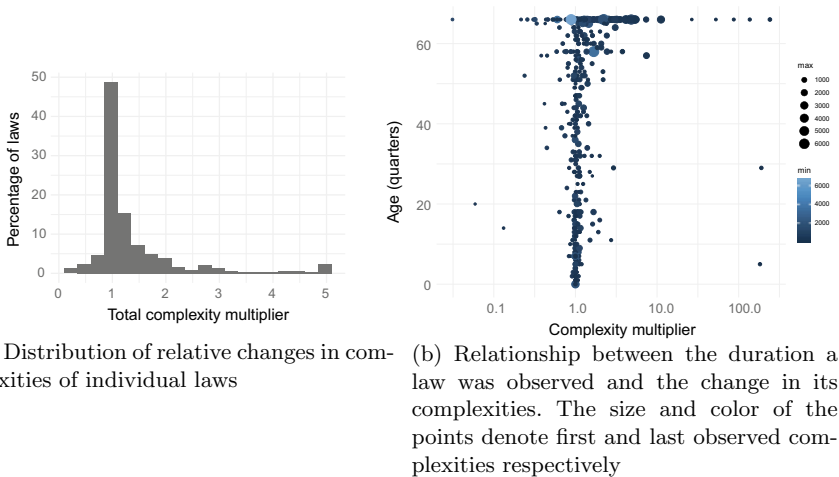 50
40
30
20
10
0
Percentage of laws
0 1 2 3 4 5
Total complexity multiplier
Distribution of relative changes in com-
xities of individual laws
60
40
20
0
Age (quarters)
0.1 1.0 10.0 100.0
Complexity multiplier
max
1000
2000
3000
4000
5000
6000
min
6000
4000
2000
(b) Relationship between the duration a
law was observed and the change in its
complexities. The size and color of the
points denote first and last observed com-
plexities respectively